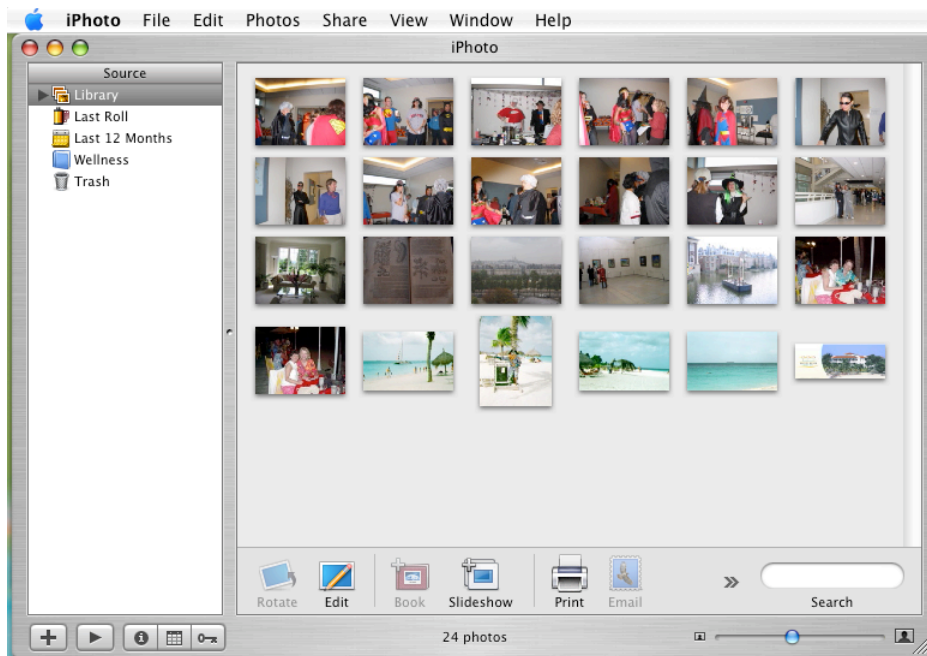 iPhoto File Edit Photos Share View Window Help
iPhoto
Source
Library
Last Roll
Last 12 Months
Wellness
Trash
Rotate Edit Book Slideshow Print Email Search
24 photos